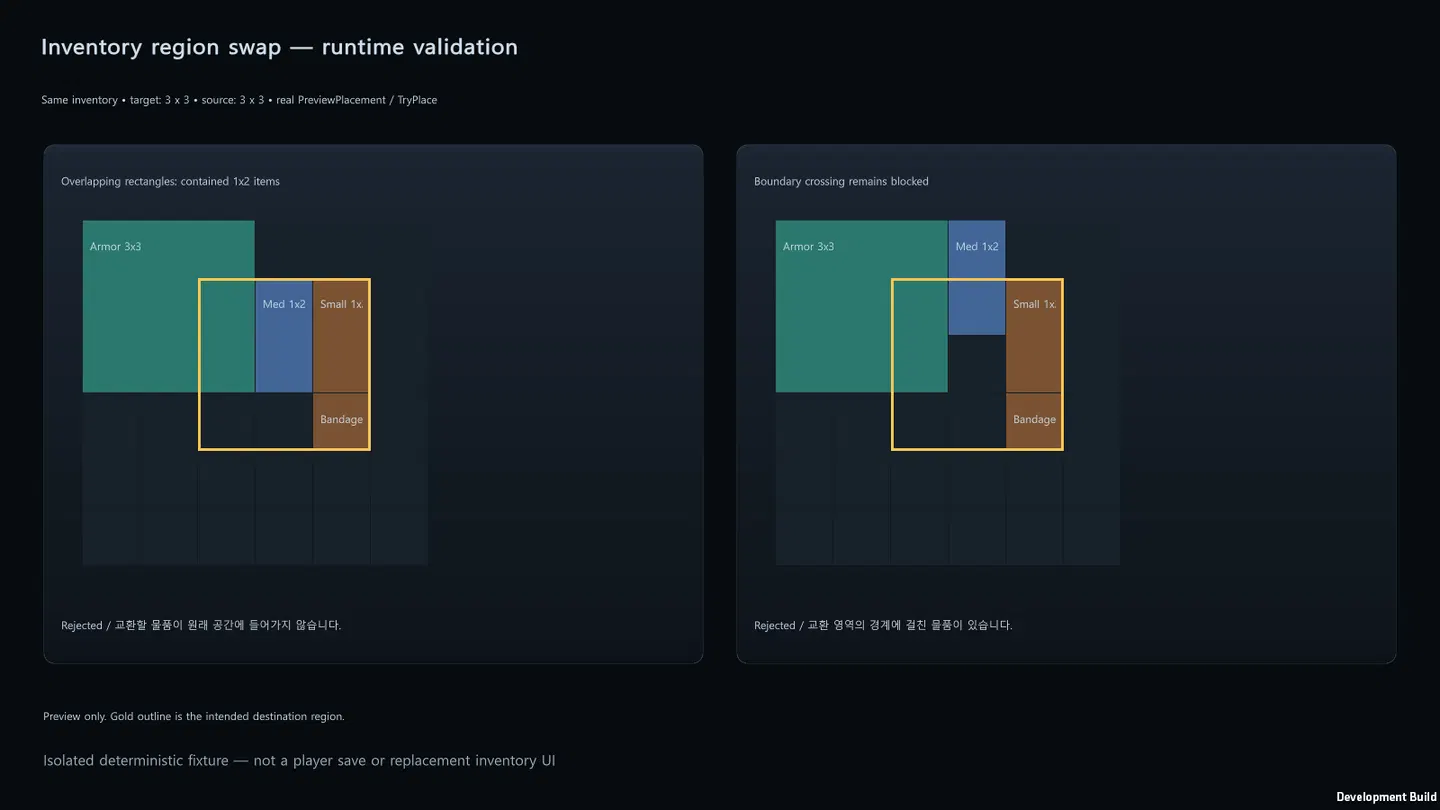 Inventory region swap — runtime validation
Same inventory • target: 3 x 3 • source: 3 x 3 • real PreviewPlacement / TryPlace
Overlapping rectangles: contained 1x2 items
Armor 3x3
Med 1x2
Small 1x.
Bandage
Rejected / 교환할 물품이 원래 공간에 들어가지 않습니다.
Boundary crossing remains blocked
Armor 3x3
Med 1x2
Small 1x.
Bandage
Rejected / 교환 영역의 경계에 걸친 물품이 있습니다.
Preview only. Gold outline is the intended destination region.
Isolated deterministic fixture — not a player save or replacement inventory UI
Development Build